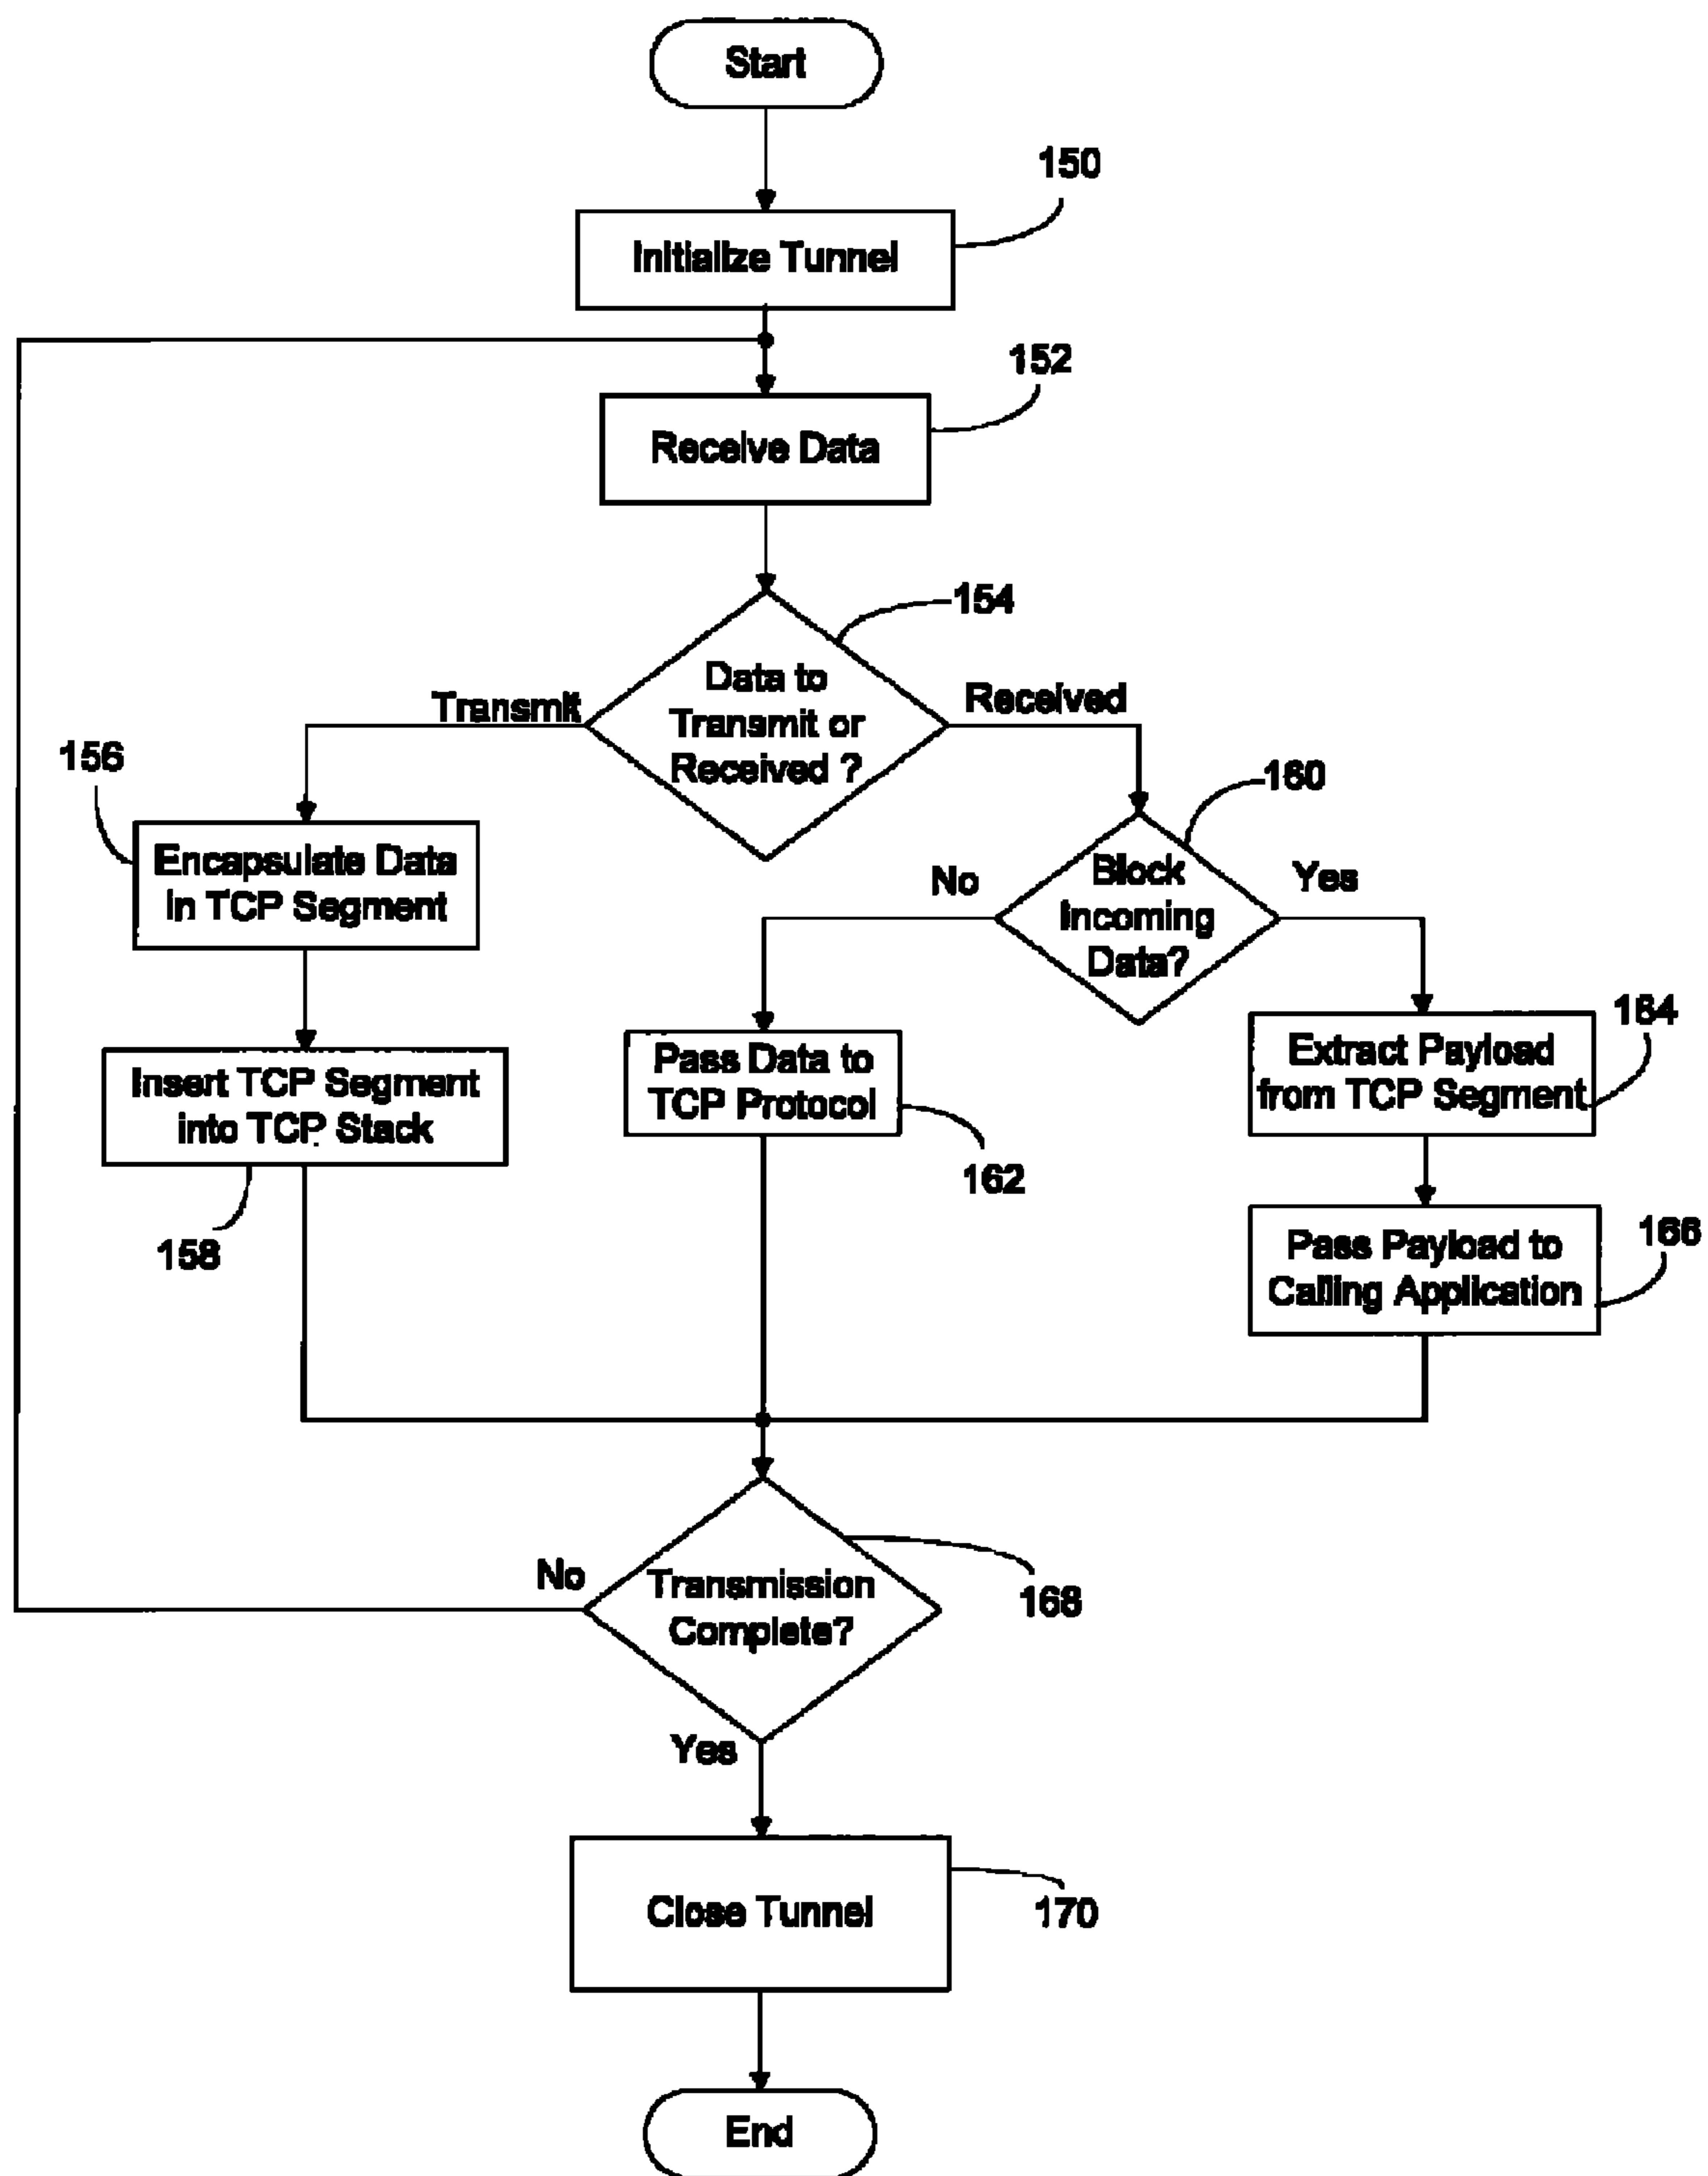 Start
150
Initialize Tunnel
152
Receive Data
154
Data to
Transmit or
Received ?
Transmit
Received
156
Encapsulate Data
in TCP Segment
160
Block
Incoming
Data?
No
Yes
Insert TCP Segment
into TCP Stack
158
Pass Data to
TCP Protocol
162
164
Extract Payload
from TCP Segment
166
Pass Payload to
Calling Application
168
Transmission
Complete?
No
Yes
Close Tunnel
170
End